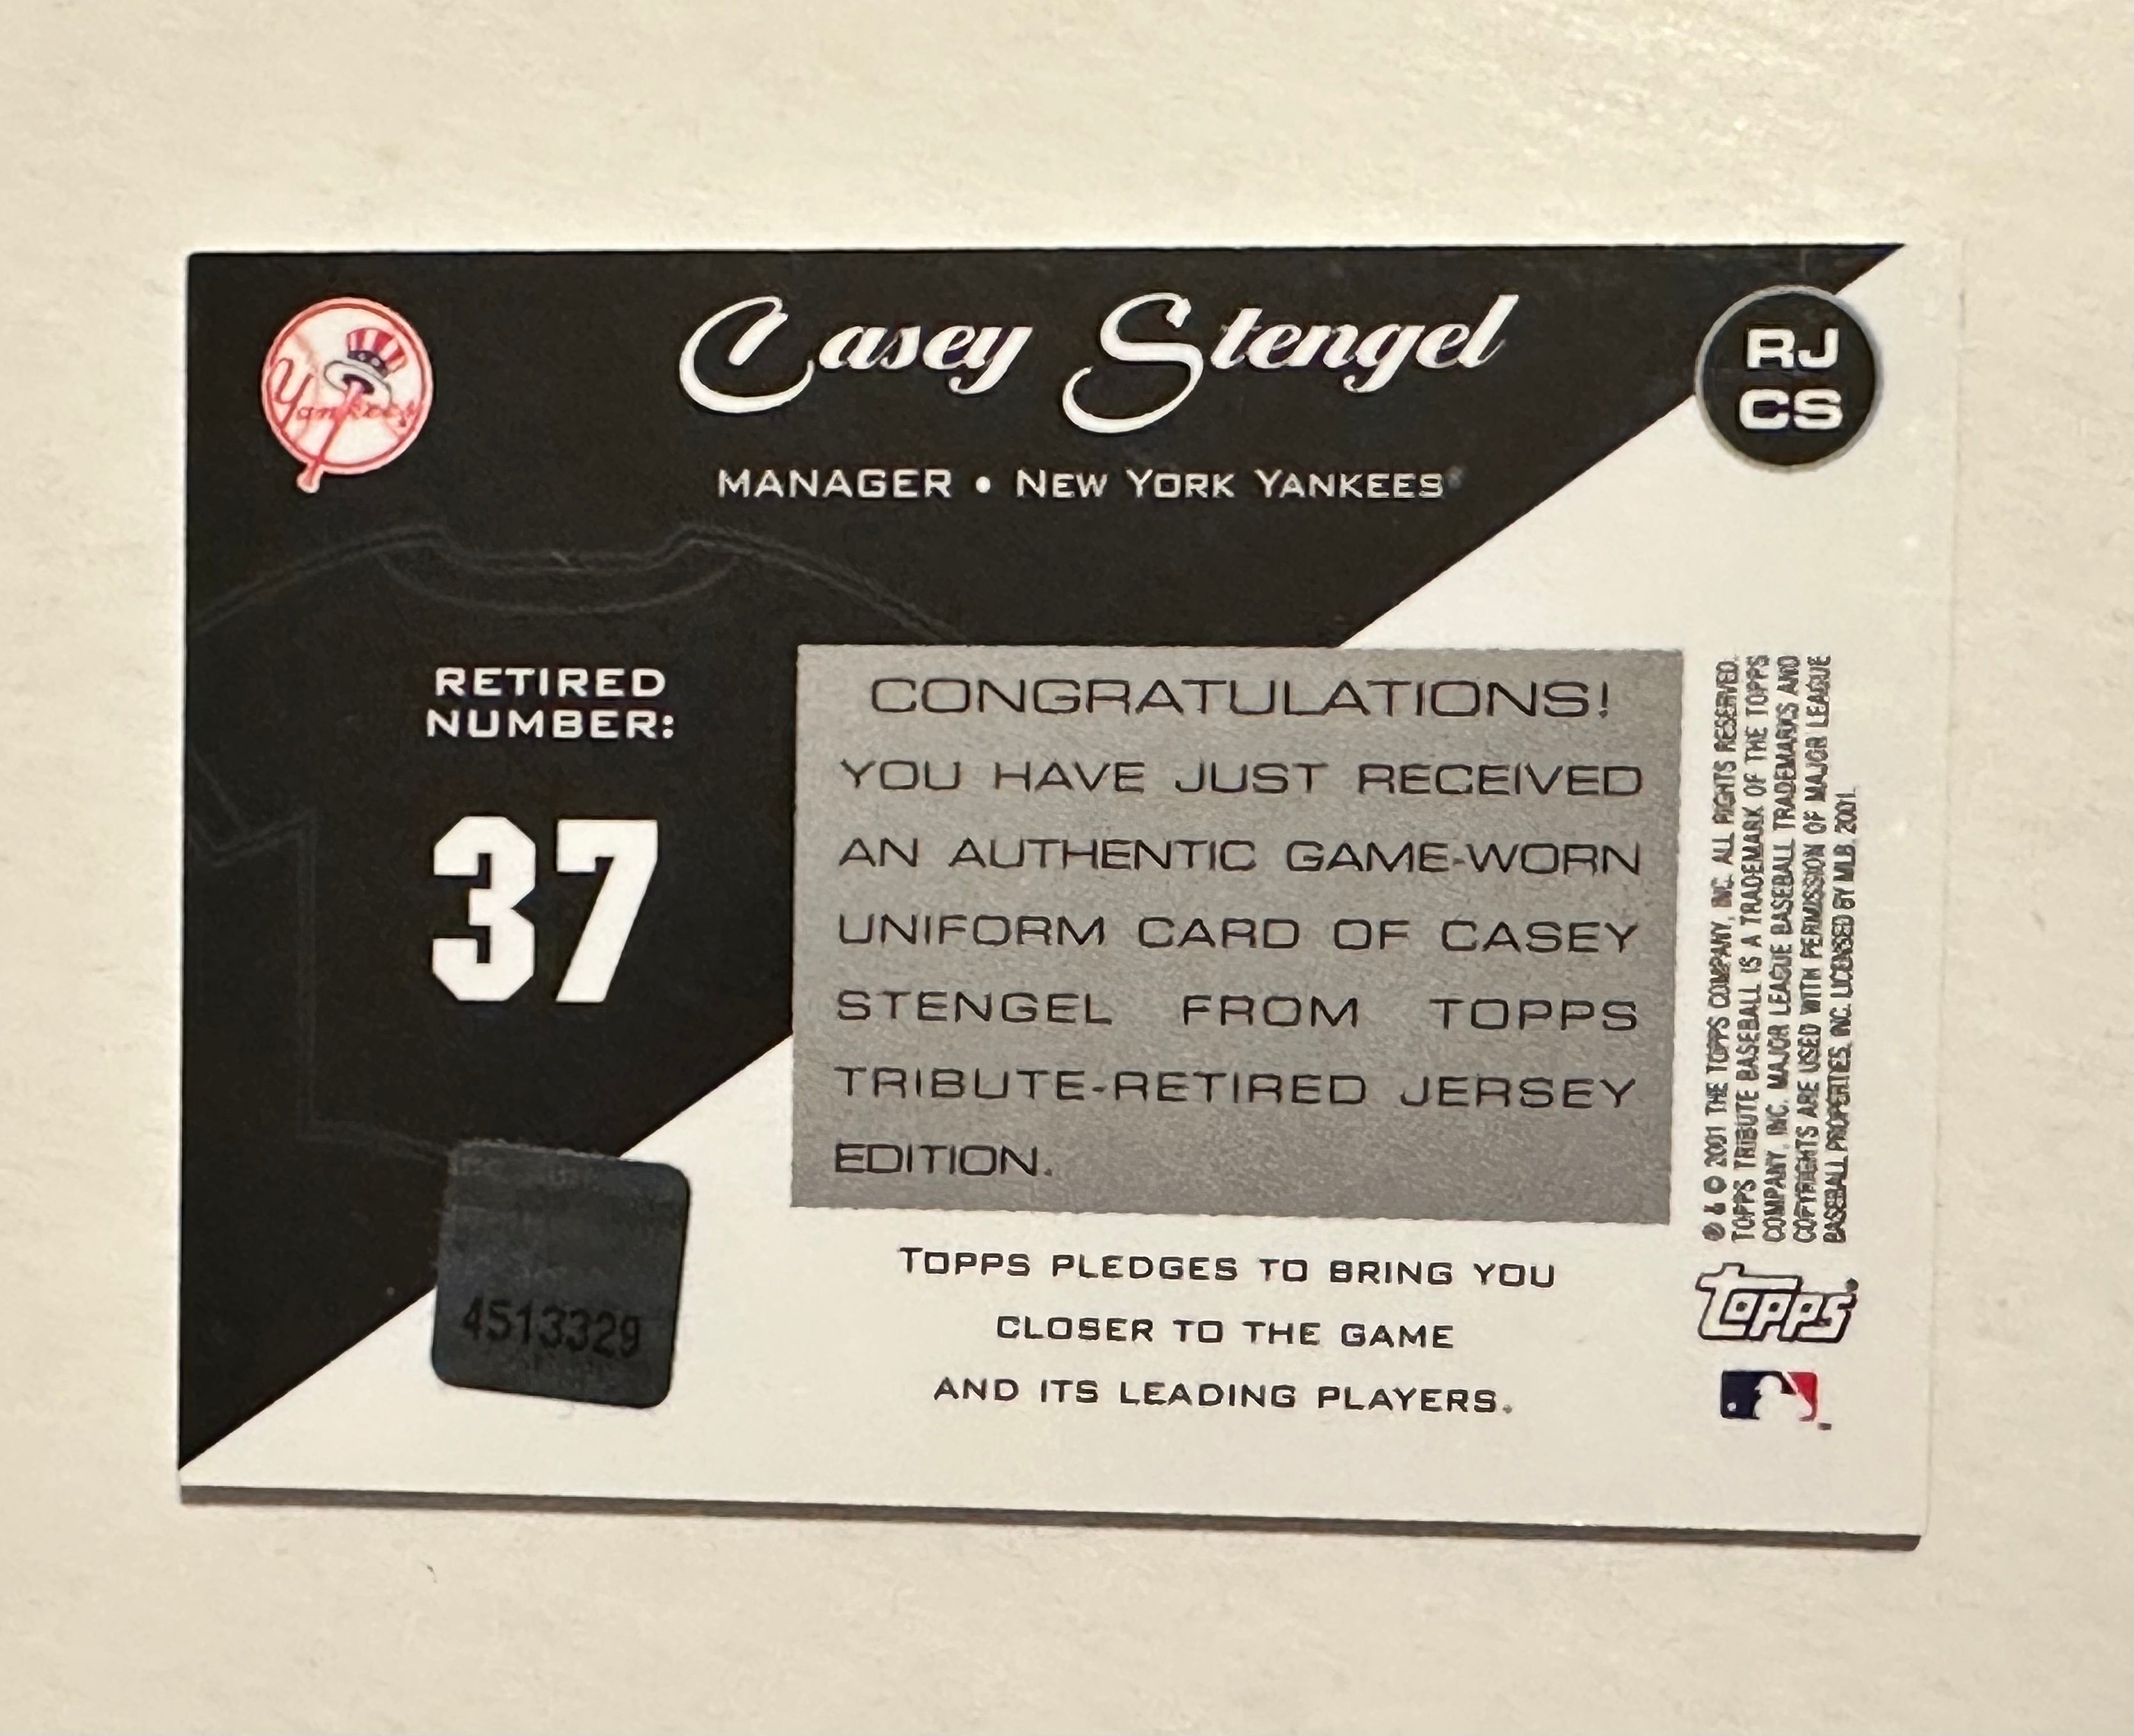 Yankees
Casey Stengel
RJ
CS
MANAGER • NEW YORK YANKEES
RETIRED
NUMBER:
37
CONGRATULATIONS!
YOU HAVE JUST RECEIVED
AN AUTHENTIC GAME-WORN
UNIFORM CARD OF CASEY
STENGEL FROM TOPPS
TRIBUTE-RETIRED JERSEY
EDITION.
4513329
TOPPS PLEDGES TO BRING YOU
CLOSER TO THE GAME
AND ITS LEADING PLAYERS.
® & © 2001 THE TOPPS COMPANY, INC. ALL RIGHTS RESERVED.
TOPPS TRIBUTE BASEBALL IS A TRADEMARK OF THE TOPPS
COMPANY, INC. MAJOR LEAGUE BASEBALL TRADEMARKS AND
COPYRIGHTS ARE USED WITH PERMISSION OF MAJOR LEAGUE
BASEBALL PROPERTIES, INC. LICENSED BY MLB, 2001.
Topps®